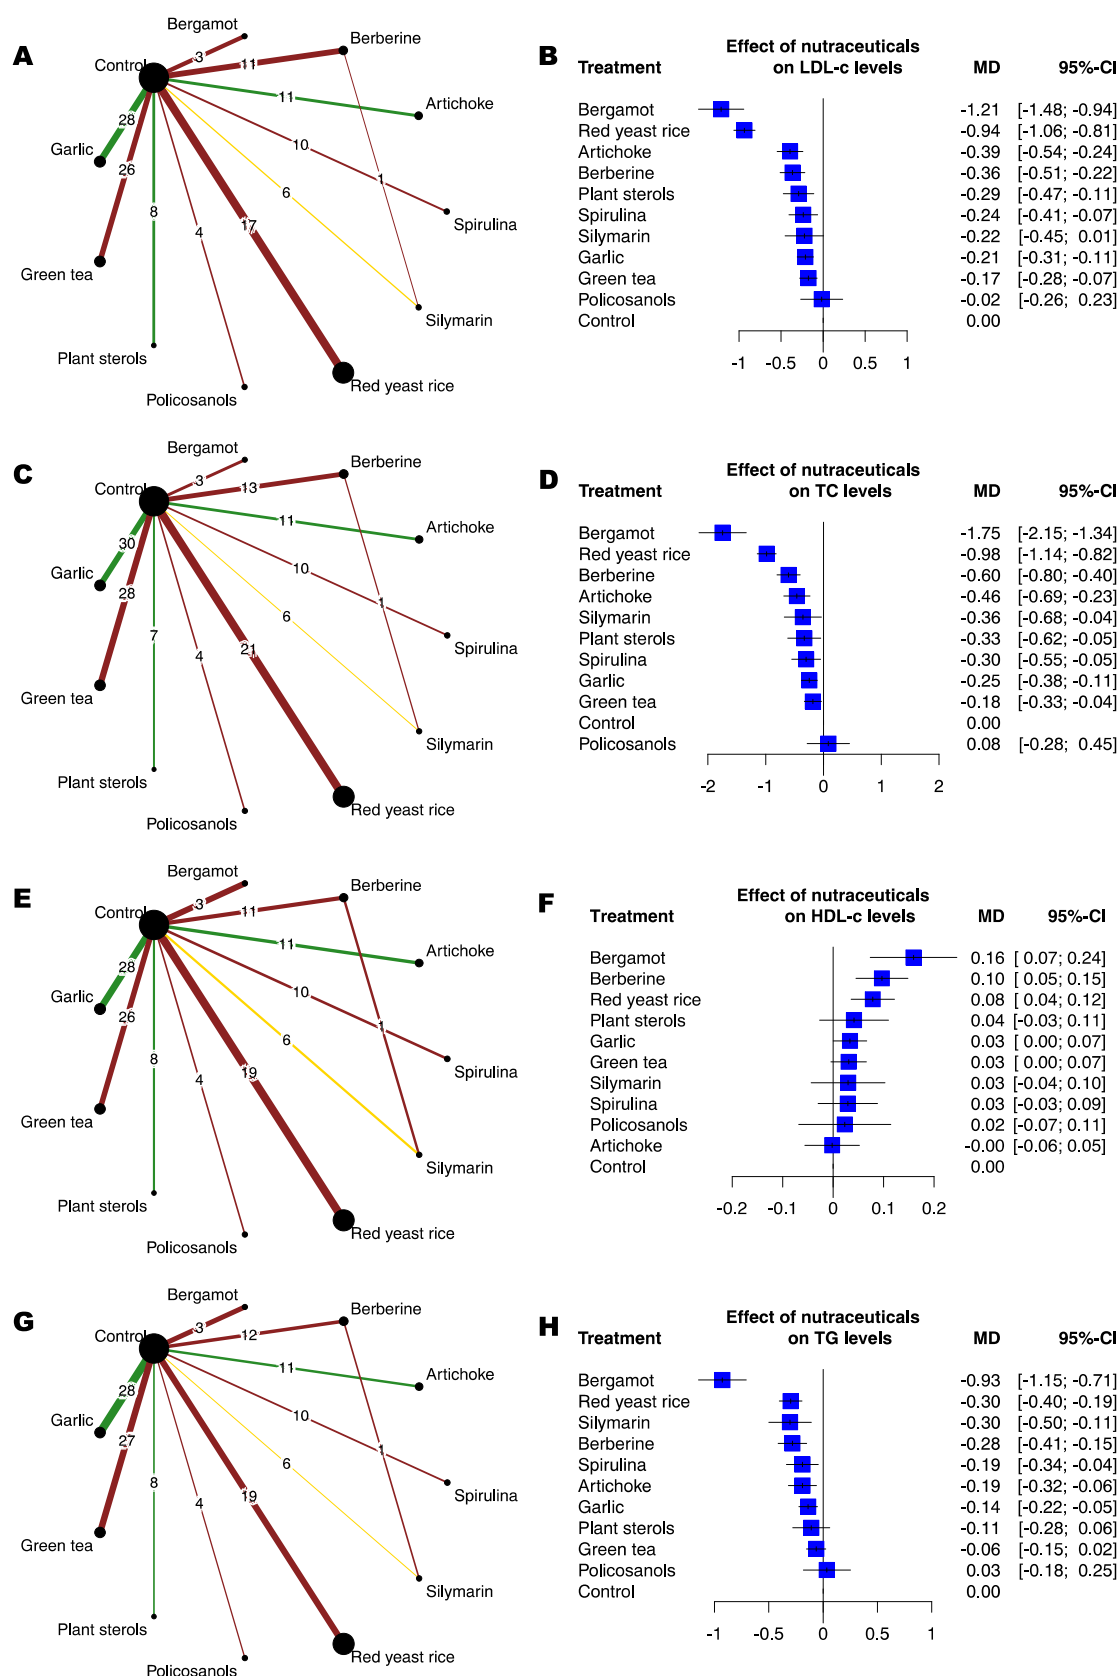 A
Bergamot
Berberine
Control
3
11
11
Artichoke
28
Garlic
26
10
1
8
6
Spirulina
4
17
Green tea
Silymarin
Plant sterols
Red yeast rice
Policosanols
B
Effect of nutraceuticals
Treatment on LDL-c levels MD 95%-CI
Bergamot -1.21 [-1.48; -0.94]
Red yeast rice -0.94 [-1.06; -0.81]
Artichoke -0.39 [-0.54; -0.24]
Berberine -0.36 [-0.51; -0.22]
Plant sterols -0.29 [-0.47; -0.11]
Spirulina -0.24 [-0.41; -0.07]
Silymarin -0.22 [-0.45; 0.01]
Garlic -0.21 [-0.31; -0.11]
Green tea -0.17 [-0.28; -0.07]
Policosanols -0.02 [-0.26; 0.23]
Control 0.00
-1 -0.5 0 0.5 1
C
Bergamot
Berberine
Control
3
13
11
Artichoke
30
Garlic
28
10
1
7
6
Spirulina
4
21
Green tea
Silymarin
Plant sterols
Red yeast rice
Policosanols
D
Effect of nutraceuticals
Treatment on TC levels MD 95%-CI
Bergamot -1.75 [-2.15; -1.34]
Red yeast rice -0.98 [-1.14; -0.82]
Berberine -0.60 [-0.80; -0.40]
Artichoke -0.46 [-0.69; -0.23]
Silymarin -0.36 [-0.68; -0.04]
Plant sterols -0.33 [-0.62; -0.05]
Spirulina -0.30 [-0.55; -0.05]
Garlic -0.25 [-0.38; -0.11]
Green tea -0.18 [-0.33; -0.04]
Control 0.00
Policosanols 0.08 [-0.28; 0.45]
-2 -1 0 1 2
E
Bergamot
Berberine
Control
3
11
11
Artichoke
28
Garlic
26
10
1
8
6
Spirulina
4
19
Green tea
Silymarin
Plant sterols
Red yeast rice
Policosanols
F
Effect of nutraceuticals
Treatment on HDL-c levels MD 95%-CI
Bergamot 0.16 [ 0.07; 0.24]
Berberine 0.10 [ 0.05; 0.15]
Red yeast rice 0.08 [ 0.04; 0.12]
Plant sterols 0.04 [-0.03; 0.11]
Garlic 0.03 [ 0.00; 0.07]
Green tea 0.03 [ 0.00; 0.07]
Silymarin 0.03 [-0.04; 0.10]
Spirulina 0.03 [-0.03; 0.09]
Policosanols 0.02 [-0.07; 0.11]
Artichoke -0.00 [-0.06; 0.05]
Control 0.00
-0.2 -0.1 0 0.1 0.2
G
Bergamot
Berberine
Control
3
12
11
Artichoke
28
Garlic
27
10
1
8
6
Spirulina
4
19
Green tea
Silymarin
Plant sterols
Red yeast rice
Policosanols
H
Effect of nutraceuticals
Treatment on TG levels MD 95%-CI
Bergamot -0.93 [-1.15; -0.71]
Red yeast rice -0.30 [-0.40; -0.19]
Silymarin -0.30 [-0.50; -0.11]
Berberine -0.28 [-0.41; -0.15]
Spirulina -0.19 [-0.34; -0.04]
Artichoke -0.19 [-0.32; -0.06]
Garlic -0.14 [-0.22; -0.05]
Plant sterols -0.11 [-0.28; 0.06]
Green tea -0.06 [-0.15; 0.02]
Policosanols 0.03 [-0.18; 0.25]
Control 0.00
-1 -0.5 0 0.5 1